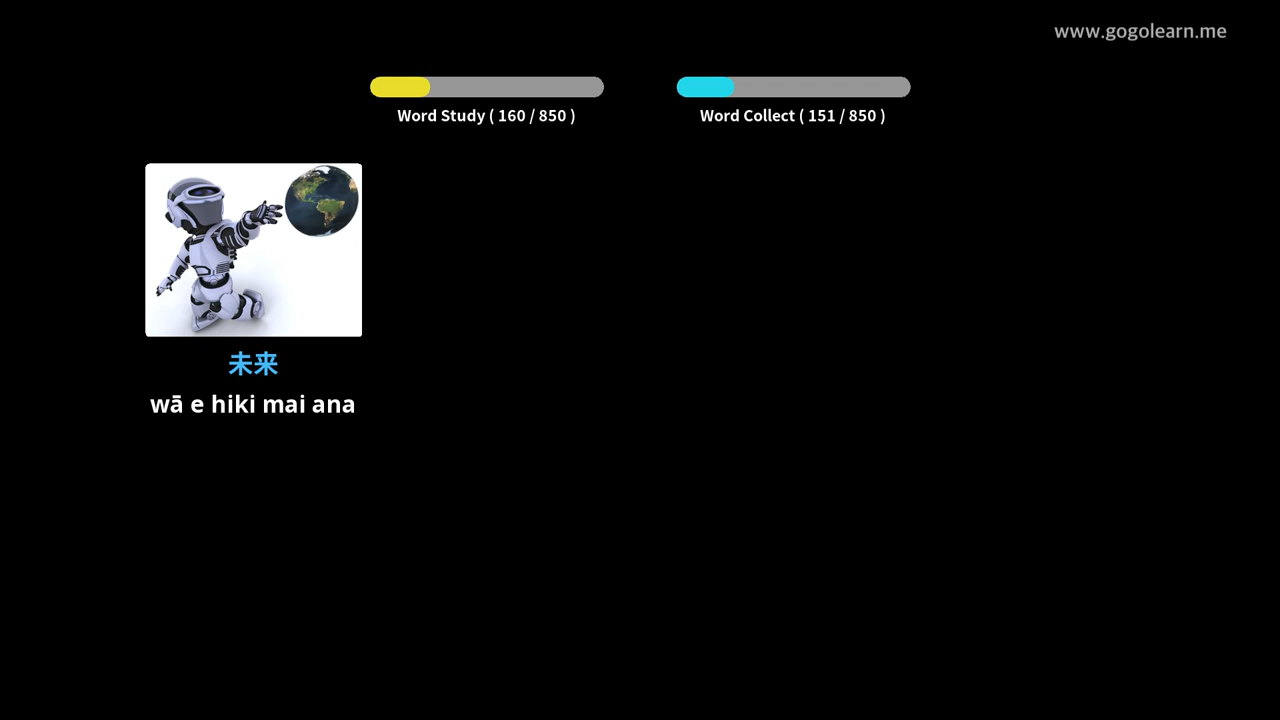 www.gogolearn.me
Word Study ( 160 / 850 )
Word Collect ( 151 / 850 )
未来
wā e hiki mai ana